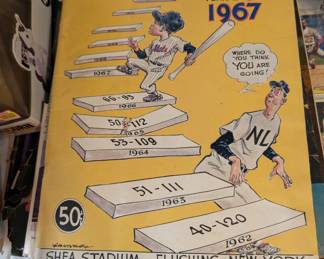 1967
Mets
WHERE DO
YOU THINK
YOU ARE
GOING!
1967
66-95
1966
50-112
1965
53-109
1964
NL
51-111
1963
50¢
40-120
1962
SHEA STADIUM FLUSHING, NEW YORK